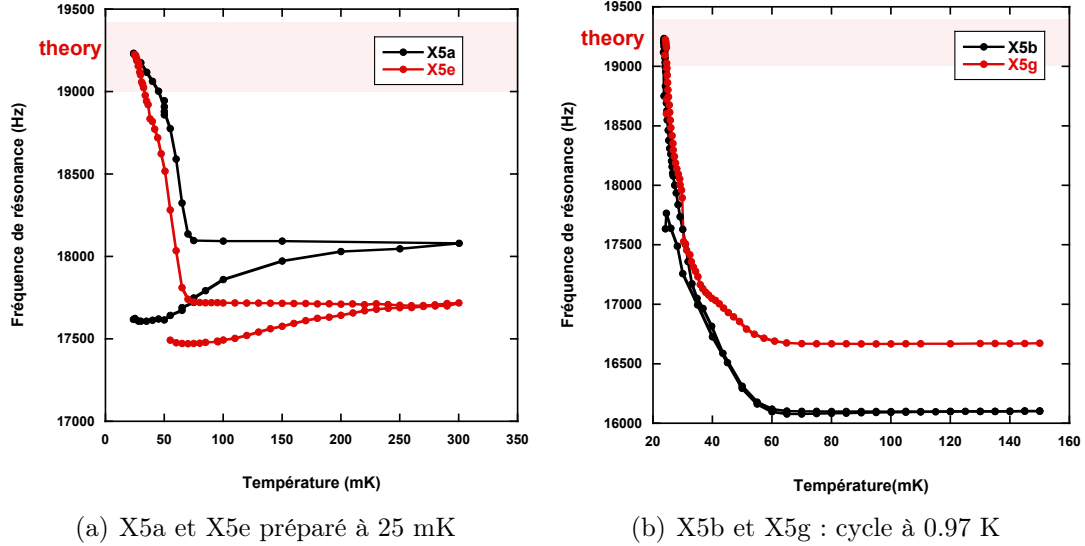 19500
19000
18500
18000
17500
17000
Fréquence de résonance (Hz)
theory
X5a
X5e
0 50 100 150 200 250 300 350
Température (mK)
(a) X5a et X5e préparé à 25 mK
19500
19000
18500
18000
17500
17000
16500
16000
Fréquence de résonance (Hz)
theory
X5b
X5g
20 40 60 80 100 120 140 160
Température(mK)
(b) X5b et X5g : cycle à 0.97 K